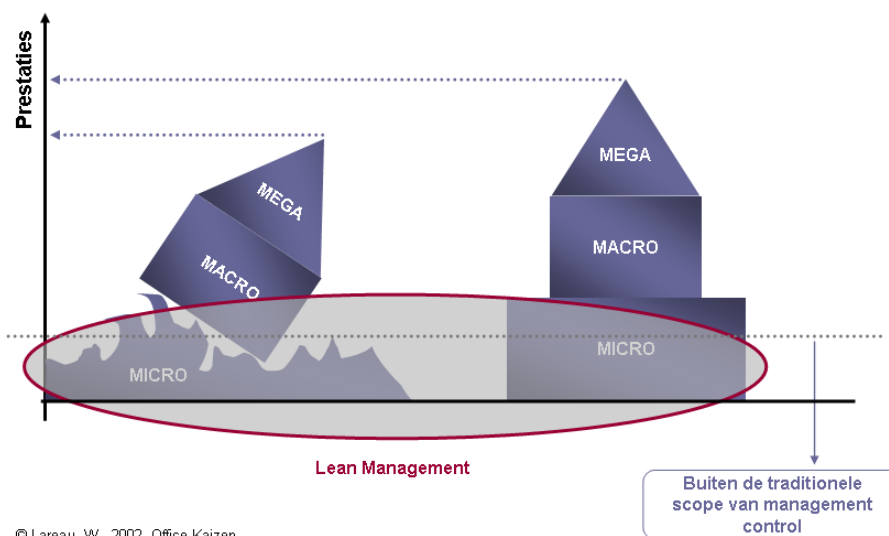 Prestaties
MEGA
MEGA
MACRO
MACRO
MICRO
MICRO
Lean Management
Buiten de traditionele
scope van management
control
© Lareau, W., 2002, Office Kaizen